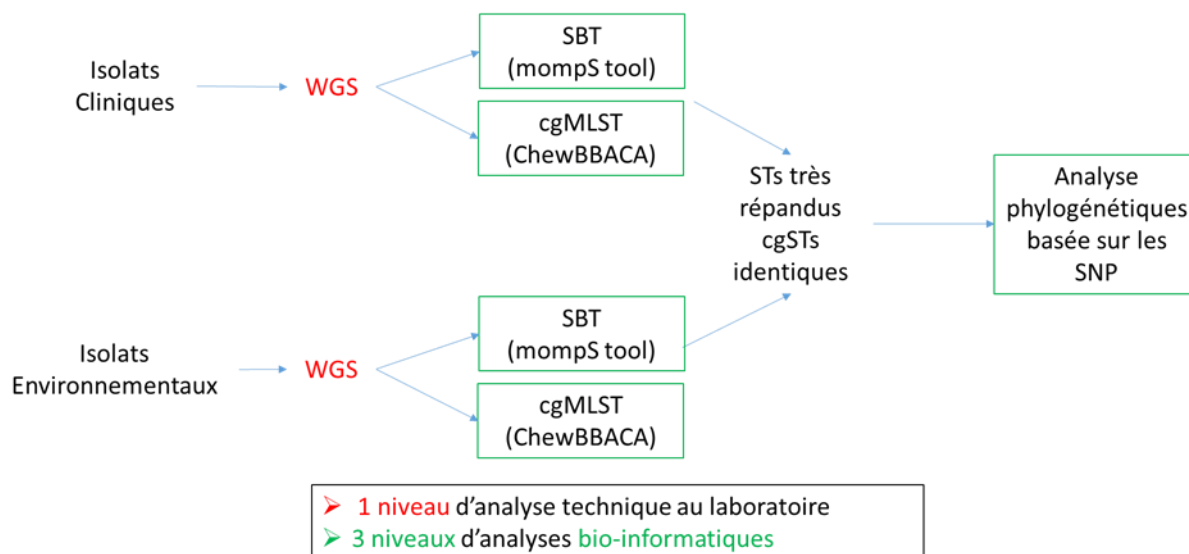 Isolats
Cliniques
WGS
SBT
(mompS tool)
cgMLST
(ChewBBACA)
STs très
répandus
cgSTs
identiques
Analyse
phylogénétiques
basée sur les
SNP
Isolats
Environnementaux
WGS
SBT
(mompS tool)
cgMLST
(ChewBBACA)
➢ 1 niveau d’analyse technique au laboratoire
➢ 3 niveaux d’analyses bio-informatiques